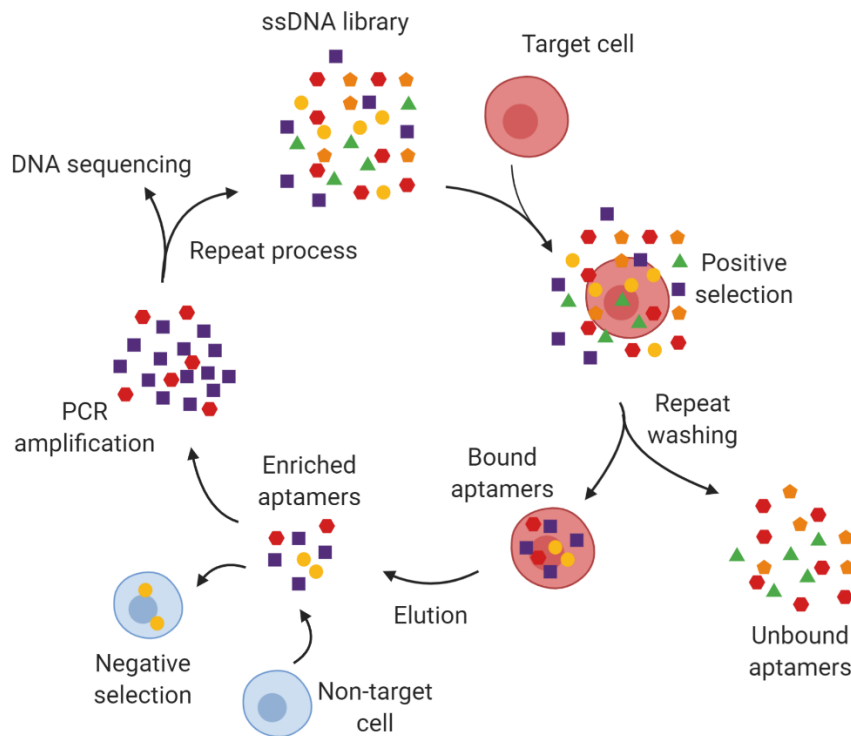 ssDNA library
Target cell
DNA sequencing
Repeat process
Positive
selection
Repeat
washing
PCR
amplification
Enriched
aptamers
Bound
aptamers
Elution
Unbound
aptamers
Negative
selection
Non-target
cell